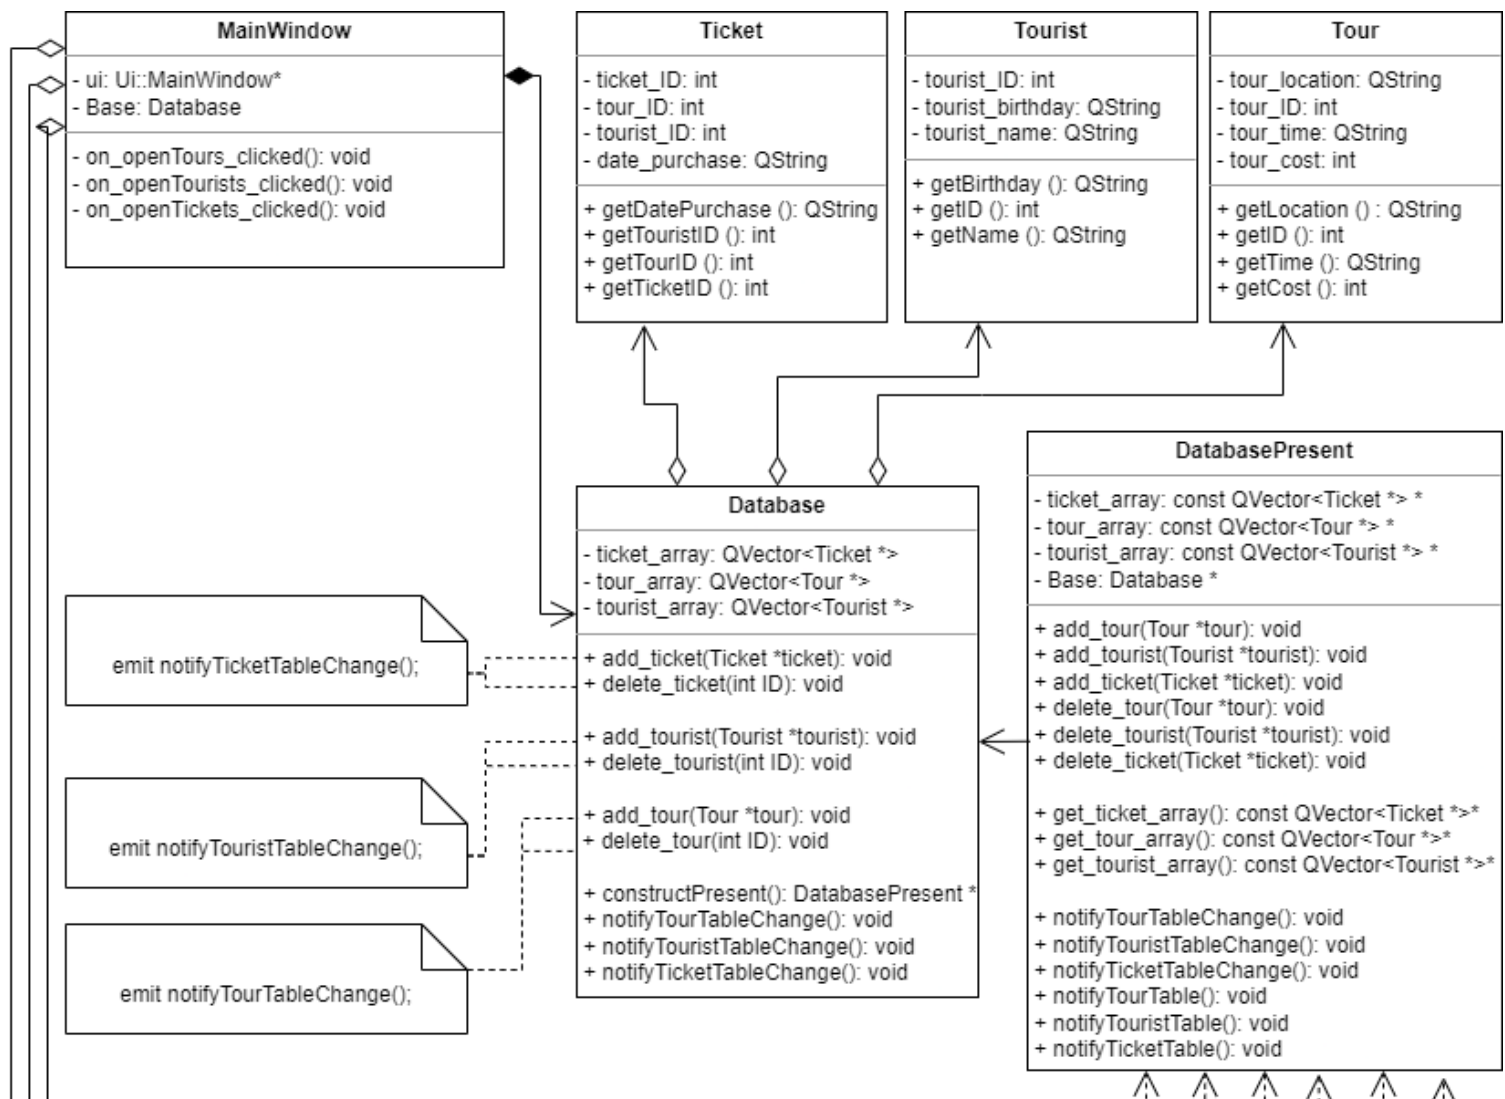 MainWindow
- ui: Ui::MainWindow*
- Base: Database
- on_openTours_clicked(): void
- on_openTourists_clicked(): void
- on_openTickets_clicked(): void
Ticket
- ticket_ID: int
- tour_ID: int
- tourist_ID: int
- date_purchase: QString
+ getDatePurchase (): QString
+ getTouristID (): int
+ getTourID (): int
+ getTicketID (): int
Tourist
- tourist_ID: int
- tourist_birthday: QString
- tourist_name: QString
+ getBirthday (): QString
+ getID (): int
+ getName (): QString
Tour
- tour_location: QString
- tour_ID: int
- tour_time: QString
- tour_cost: int
+ getLocation () : QString
+ getID (): int
+ getTime (): QString
+ getCost (): int
Database
- ticket_array: QVector<Ticket *>
- tour_array: QVector<Tour *>
- tourist_array: QVector<Tourist *>
+ add_ticket(Ticket *ticket): void
+ delete_ticket(int ID): void
+ add_tourist(Tourist *tourist): void
+ delete_tourist(int ID): void
+ add_tour(Tour *tour): void
+ delete_tour(int ID): void
+ constructPresent(): DatabasePresent *
+ notifyTourTableChange(): void
+ notifyTouristTableChange(): void
+ notifyTicketTableChange(): void
DatabasePresent
- ticket_array: const QVector<Ticket *> *
- tour_array: const QVector<Tour *> *
- tourist_array: const QVector<Tourist *> *
- Base: Database *
+ add_tour(Tour *tour): void
+ add_tourist(Tourist *tourist): void
+ add_ticket(Ticket *ticket): void
+ delete_tour(Tour *tour): void
+ delete_tourist(Tourist *tourist): void
+ delete_ticket(Ticket *ticket): void
+ get_ticket_array(): const QVector<Ticket *>*
+ get_tour_array(): const QVector<Tour *>*
+ get_tourist_array(): const QVector<Tourist *>*
+ notifyTourTableChange(): void
+ notifyTouristTableChange(): void
+ notifyTicketTableChange(): void
+ notifyTourTable(): void
+ notifyTouristTable(): void
+ notifyTicketTable(): void
emit notifyTicketTableChange();
emit notifyTouristTableChange();
emit notifyTourTableChange();